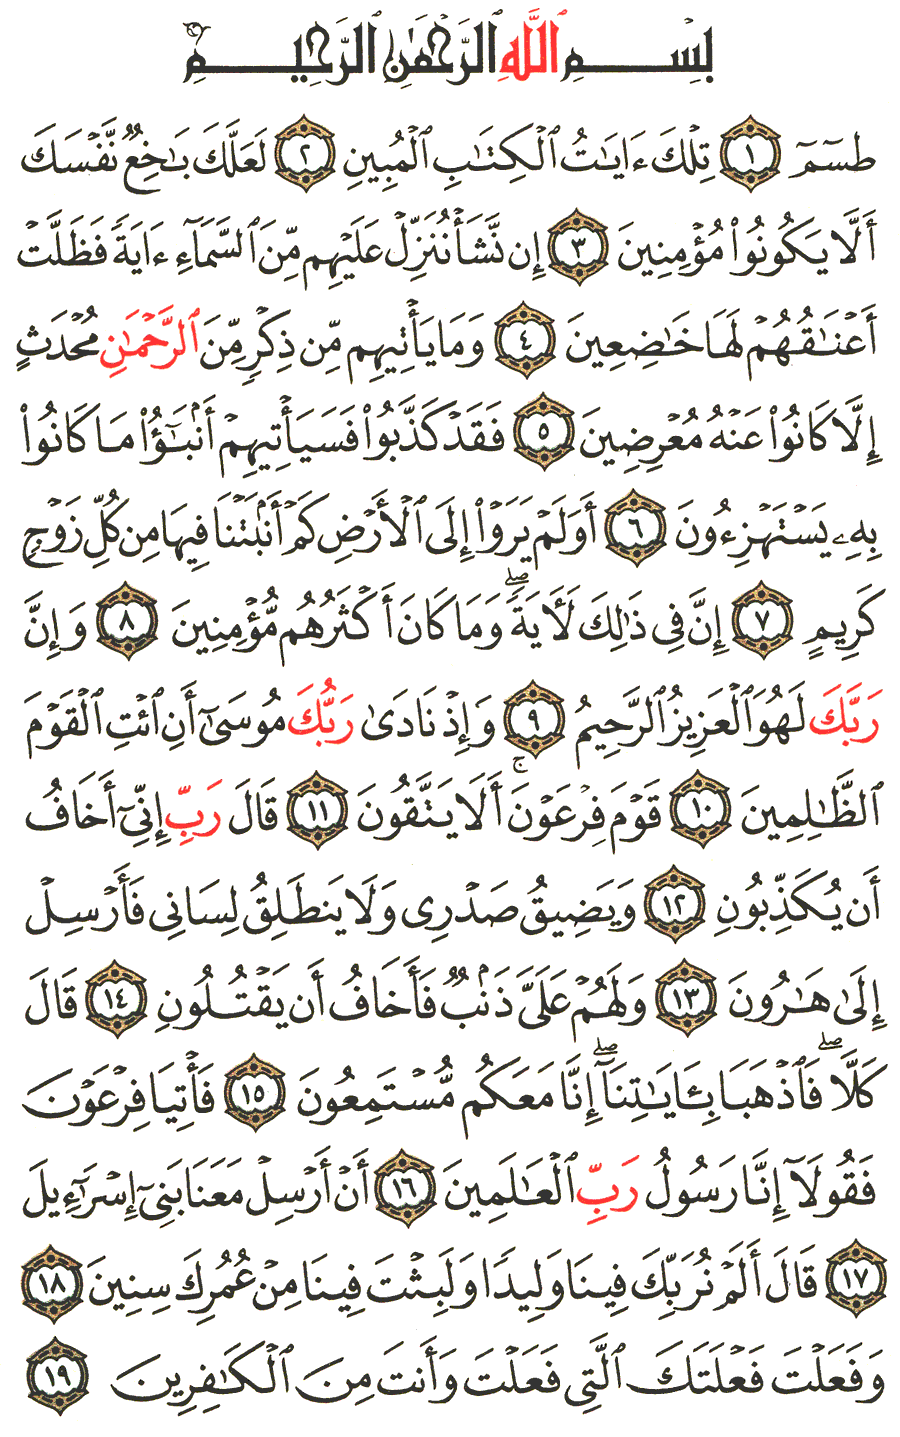 بِسْمِ ٱللَّهِ ٱلرَّحْمَٰنِ ٱلرَّحِيمِ
طسٓمٓ ١ تِلْكَ ءَايَٰتُ ٱلْكِتَٰبِ ٱلْمُبِينِ ٢ لَعَلَّكَ بَٰخِعٌ نَّفْسَكَ
أَلَّا يَكُونُوا۟ مُؤْمِنِينَ ٣ إِن نَّشَأْ نُنَزِّلْ عَلَيْهِم مِّنَ ٱلسَّمَآءِ ءَايَةً فَظَلَّتْ
أَعْنَٰقُهُمْ لَهَا خَٰضِعِينَ ٤ وَمَا يَأْتِيهِم مِّن ذِكْرٍ مِّنَ ٱلرَّحْمَٰنِ مُحْدَثٍ
إِلَّا كَانُوا۟ عَنْهُ مُعْرِضِينَ ٥ فَقَدْ كَذَّبُوا۟ فَسَيَأْتِيهِمْ أَنۢبَٰٓؤُا۟ مَا كَانُوا۟
بِهِۦ يَسْتَهْزِءُونَ ٦ أَوَلَمْ يَرَوْا۟ إِلَى ٱلْأَرْضِ كَمْ أَنۢبَتْنَا فِيهَا مِن كُلِّ زَوْجٍ
كَرِيمٍ ٧ إِنَّ فِى ذَٰلِكَ لَءَايَةً ۖ وَمَا كَانَ أَكْثَرُهُم مُّؤْمِنِينَ ٨ وَإِنَّ
رَبَّكَ لَهُوَ ٱلْعَزِيزُ ٱلرَّحِيمُ ٩ وَإِذْ نَادَىٰ رَبُّكَ مُوسَىٰٓ أَنِ ٱئْتِ ٱلْقَوْمَ
ٱلظَّٰلِمِينَ ١٠ قَوْمَ فِرْعَوْنَ ۚ أَلَا يَتَّقُونَ ١١ قَالَ رَبِّ إِنِّىٓ أَخَافُ
أَن يُكَذِّبُونِ ١٢ وَيَضِيقُ صَدْرِى وَلَا يَنطَلِقُ لِسَانِى فَأَرْسِلْ
إِلَىٰ هَٰرُونَ ١٣ وَلَهُمْ عَلَىَّ ذَنۢبٌ فَأَخَافُ أَن يَقْتُلُونِ ١٤ قَالَ
كَلَّا ۖ فَٱذْهَبَا بِـَٔايَٰتِنَآ ۖ إِنَّا مَعَكُم مُّسْتَمِعُونَ ١٥ فَأْتِيَا فِرْعَوْنَ
فَقُولَآ إِنَّا رَسُولُ رَبِّ ٱلْعَٰلَمِينَ ١٦ أَنْ أَرْسِلْ مَعَنَا بَنِىٓ إِسْرَٰٓءِيلَ
١٧ قَالَ أَلَمْ نُرَبِّكَ فِينَا وَلِيدًا وَلَبِثْتَ فِينَا مِنْ عُمُرِكَ سِنِينَ ١٨
وَفَعَلْتَ فَعْلَتَكَ ٱلَّتِى فَعَلْتَ وَأَنتَ مِنَ ٱلْكَٰفِرِينَ ١٩